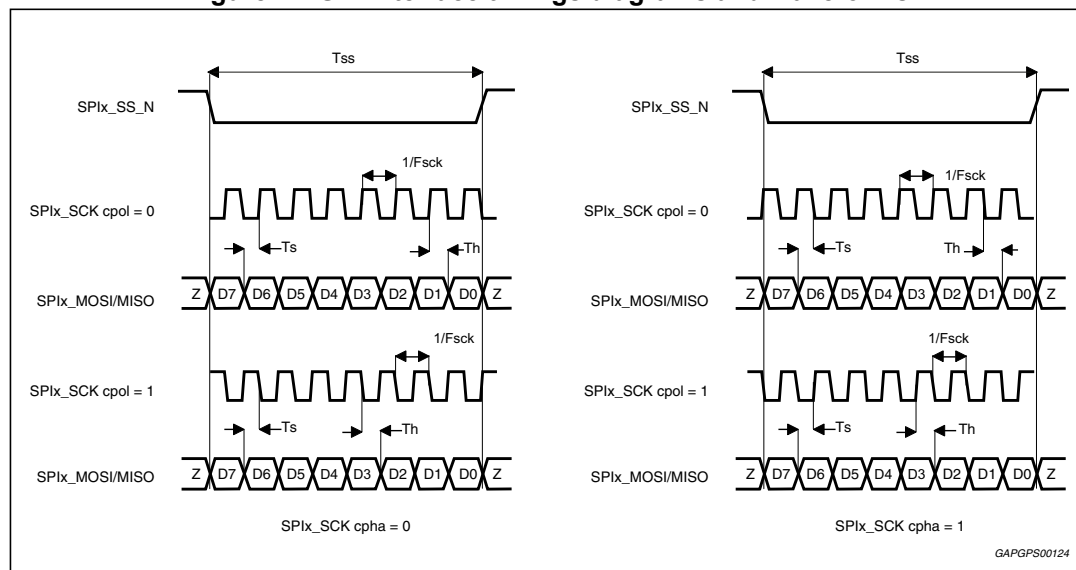 Tss
SPIx_SS_N
1/Fsck
SPIx_SCK cpol = 0
Ts
Th
SPIx_MOSI/MISO
Z D7 D6 D5 D4 D3 D2 D1 D0 Z
1/Fsck
SPIx_SCK cpol = 1
Ts
Th
SPIx_MOSI/MISO
Z D7 D6 D5 D4 D3 D2 D1 D0 Z
SPIx_SCK cpha = 0
Tss
SPIx_SS_N
1/Fsck
SPIx_SCK cpol = 0
Ts
Th
SPIx_MOSI/MISO
Z D7 D6 D5 D4 D3 D2 D1 D0 Z
1/Fsck
SPIx_SCK cpol = 1
Ts
Th
SPIx_MOSI/MISO
Z D7 D6 D5 D4 D3 D2 D1 D0 Z
SPIx_SCK cpha = 1
GAPGPS00124